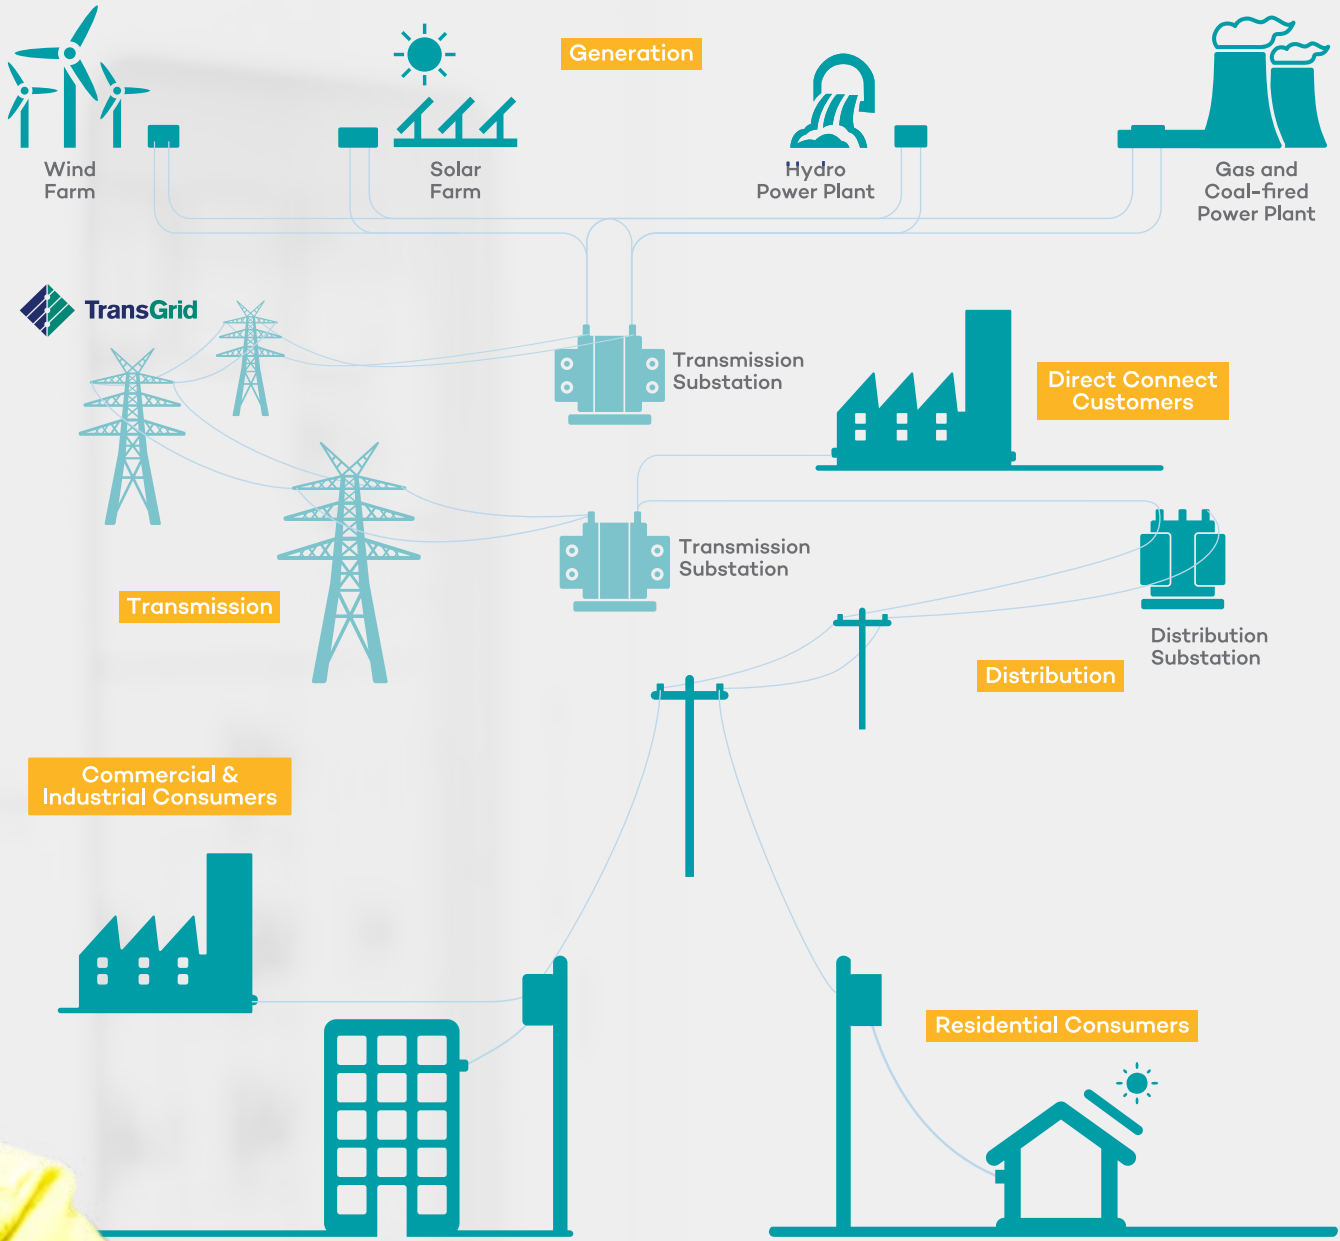 Generation
Wind
Farm
Solar
Farm
Hydro
Power Plant
Gas and
Coal-fired
Power Plant
TransGrid
Transmission
Substation
Direct Connect
Customers
Transmission
Substation
Transmission
Distribution
Substation
Distribution
Commercial &
Industrial Consumers
Residential Consumers